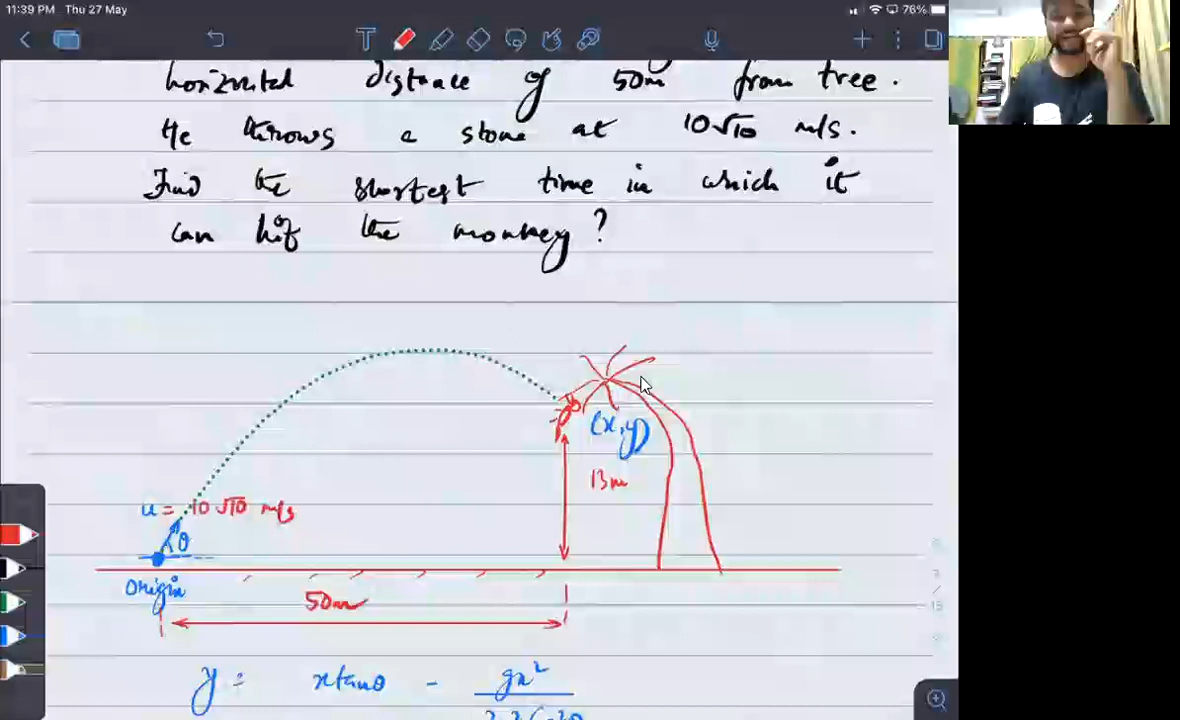 11:39 PM Thu 27 May
76%
horizontal distance of 50m from tree.
He throws a stone at 10√10 m/s.
Find the shortest time in which it
can hit the monkey?
(x,y)
13m
u = 10√10 m/s
θ
origin
50m
y = xtanθ - gx²